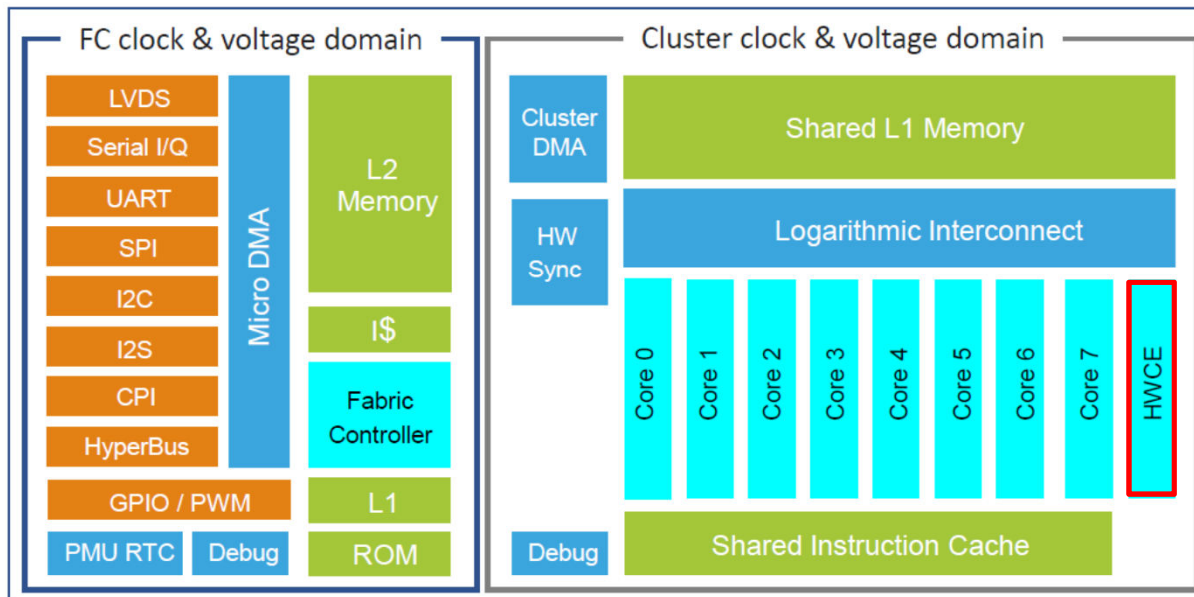 FC clock & voltage domain
LVDS
Serial I/Q
UART
SPI
I2C
I2S
CPI
HyperBus
GPIO / PWM
PMU RTC
Debug
Micro DMA
L2
Memory
I$
Fabric
Controller
L1
ROM
Cluster clock & voltage domain
Cluster
DMA
HW
Sync
Debug
Shared L1 Memory
Logarithmic Interconnect
Core 0
Core 1
Core 2
Core 3
Core 4
Core 5
Core 6
Core 7
HWCE
Shared Instruction Cache